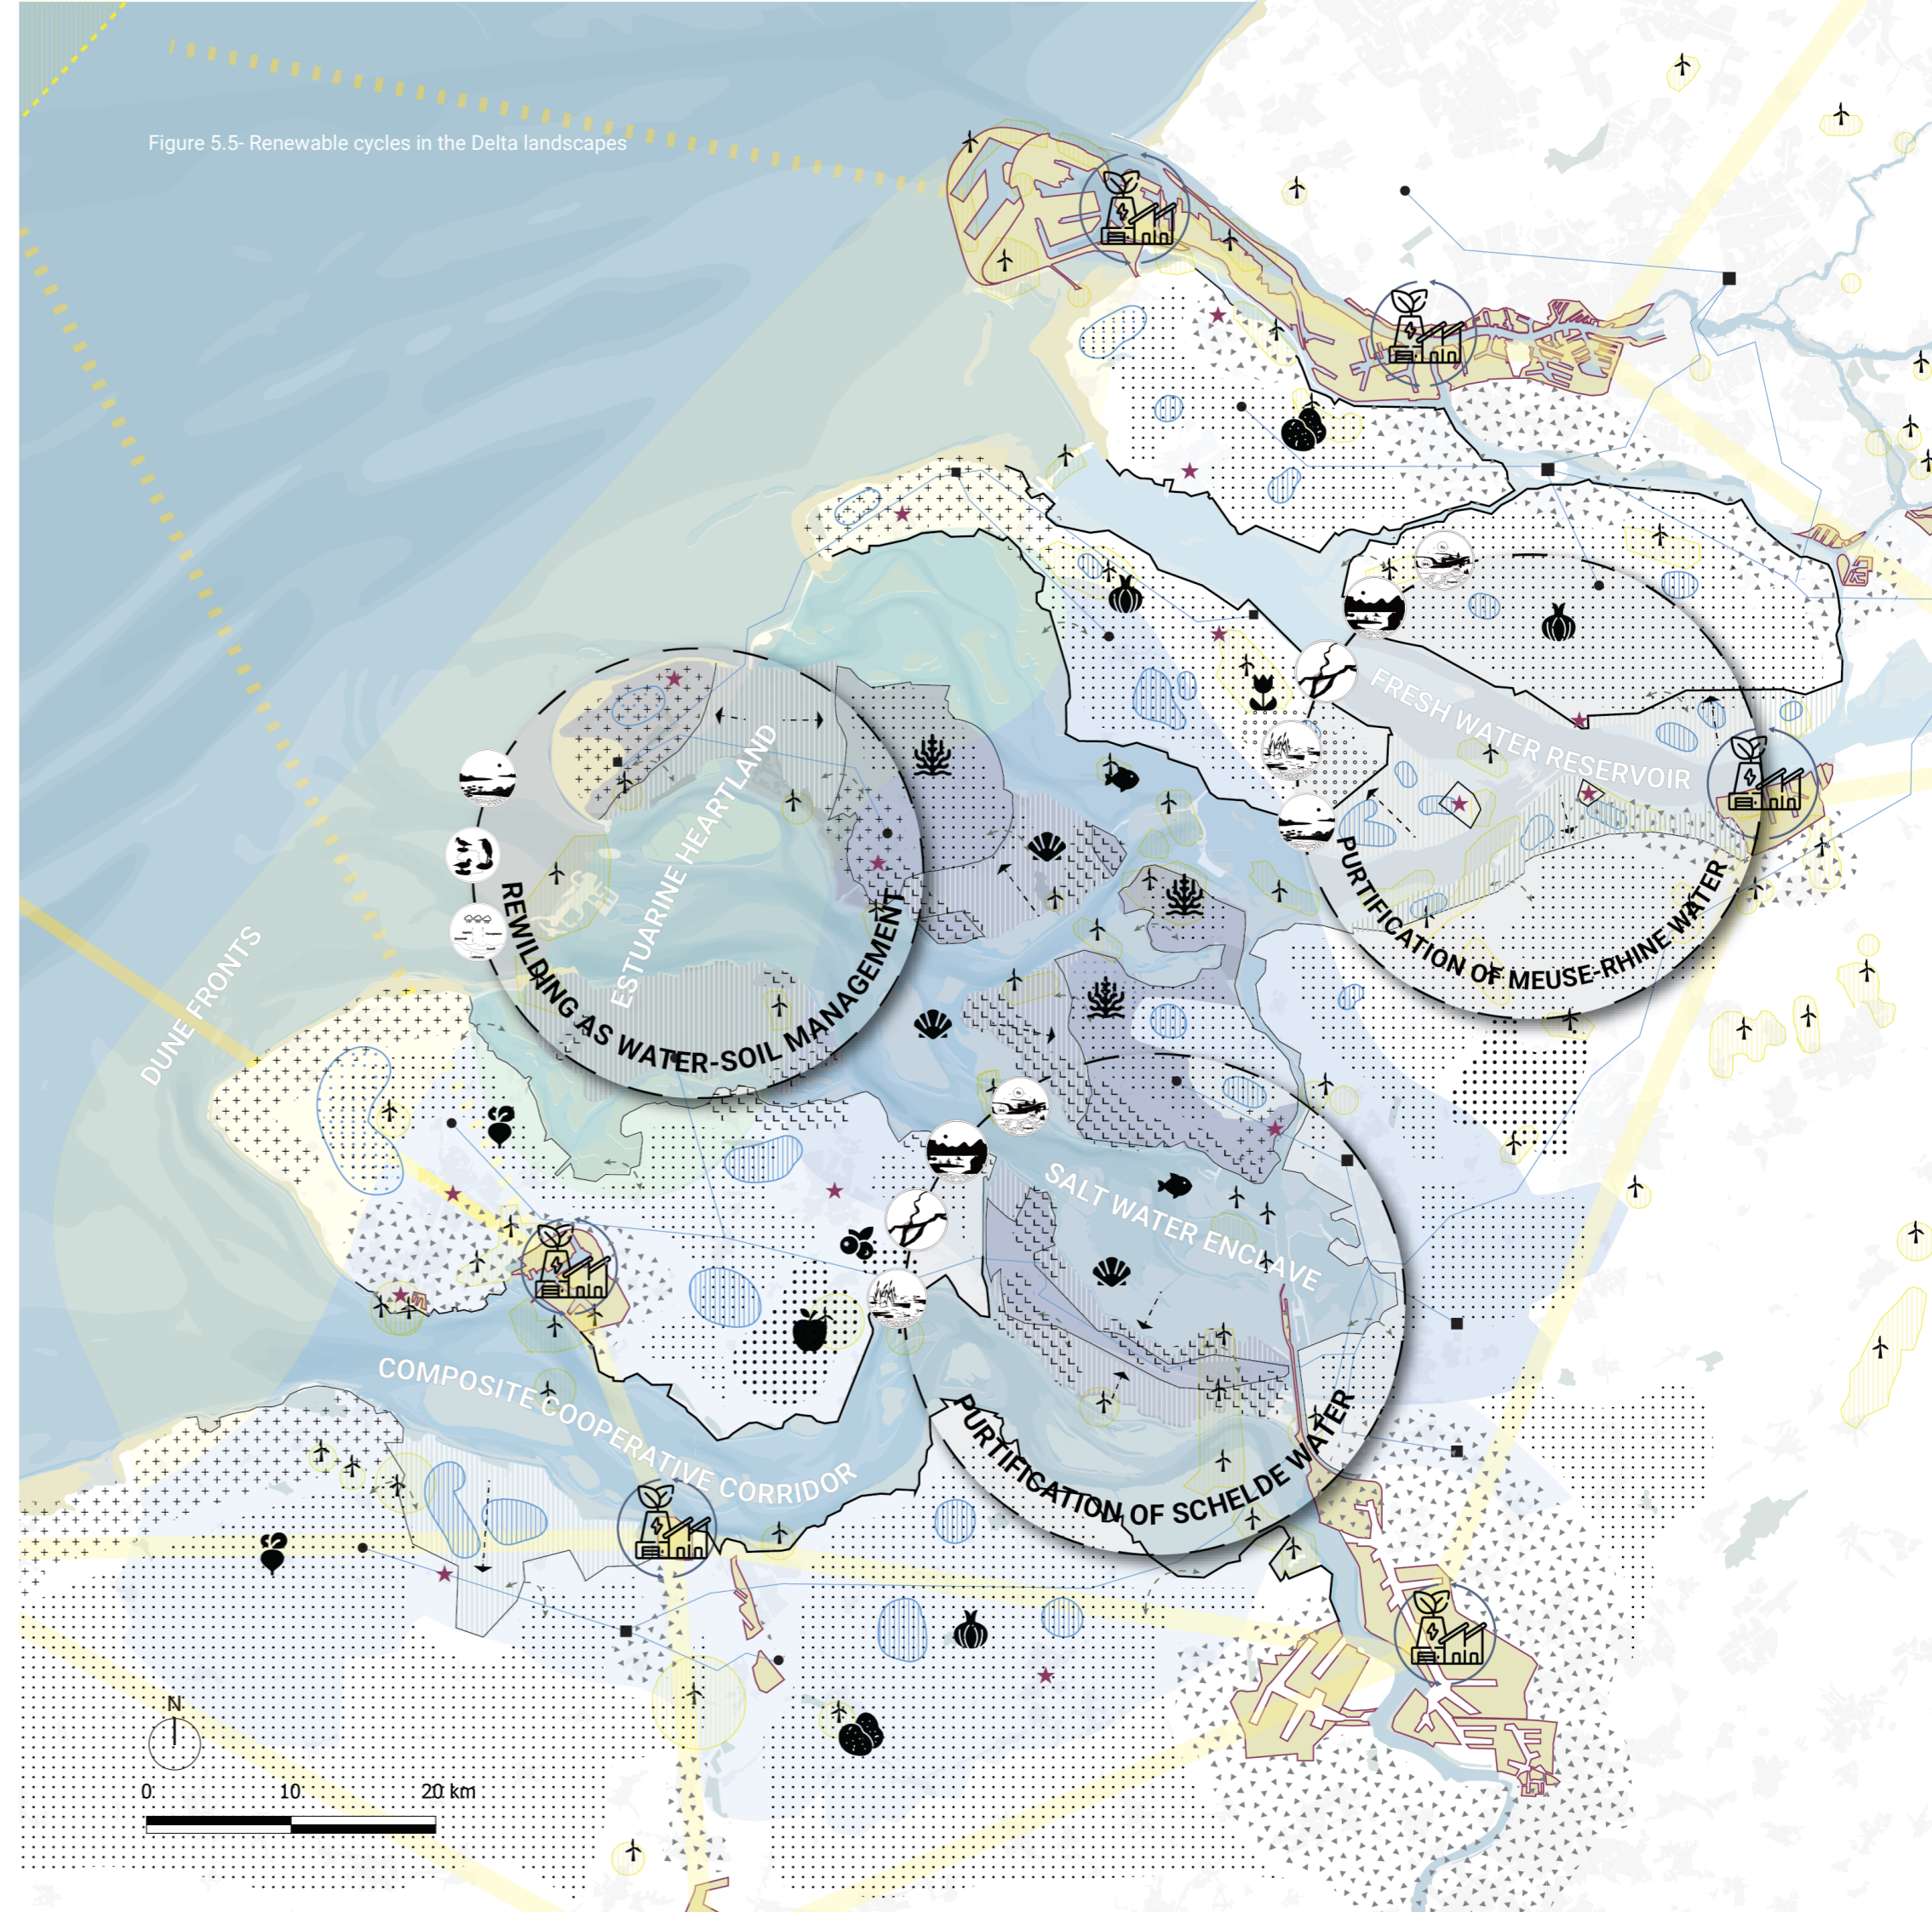 Figure 5.5- Renewable cycles in the Delta landscapes
FRESH WATER RESERVOIR
PURTIFICATION OF MEUSE-RHINE WATER
ESTUARINE HEARTLAND
REWILDING AS WATER-SOIL MANAGEMENT
DUNE FRONTS
SALT WATER ENCLAVE
PURTIFICATION OF SCHELDE WATER
COMPOSITE COOPERATIVE CORRIDOR
N
0 10 20 km